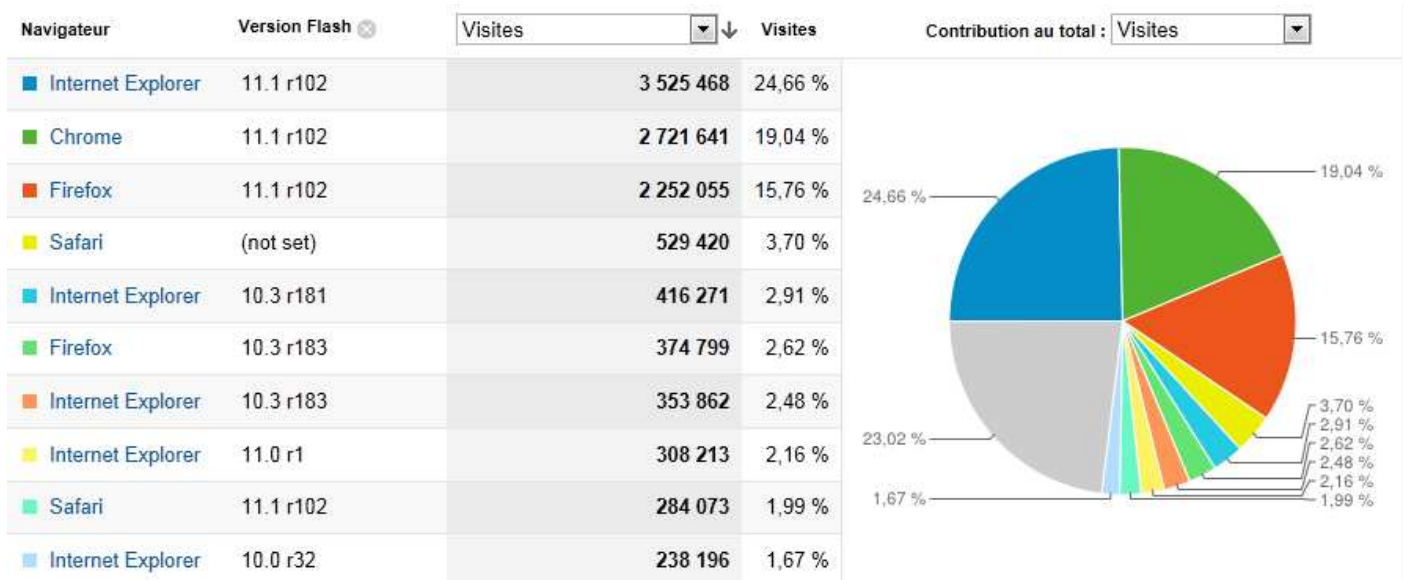 Navigateur Version Flash Visites Visites Contribution au total : Visites
Internet Explorer 11.1 r102 3 525 468 24,66 %
Chrome 11.1 r102 2 721 641 19,04 %
Firefox 11.1 r102 2 252 055 15,76 %
Safari (not set) 529 420 3,70 %
Internet Explorer 10.3 r181 416 271 2,91 %
Firefox 10.3 r183 374 799 2,62 %
Internet Explorer 10.3 r183 353 862 2,48 %
Internet Explorer 11.0 r1 308 213 2,16 %
Safari 11.1 r102 284 073 1,99 %
Internet Explorer 10.0 r32 238 196 1,67 %
19,04 %
24,66 %
15,76 %
3,70 %
2,91 %
23,02 %
2,62 %
2,48 %
2,16 %
1,67 %
1,99 %